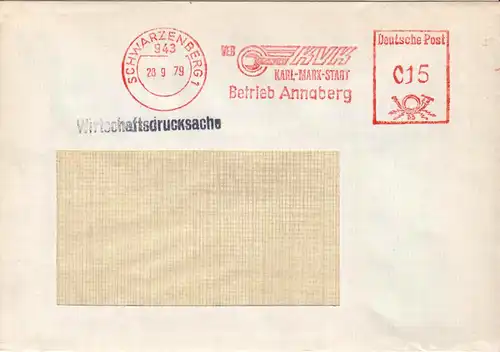 SCHWARZENBERG 1
943
20 9 79
VEB KVK
KARL-MARX-STADT
Betrieb Annaberg
Deutsche Post
015
Wirtschaftsdrucksache